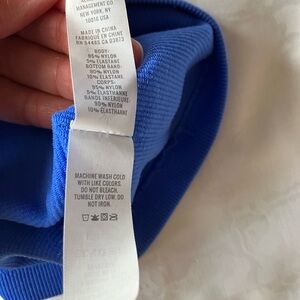 MANAGEMENT CO
NEW YORK, NY
10018 USA
MADE IN CHINA
FABRIQUÉ EN CHINE
RN 54485 CA 03873
BODY:
95% NYLON
5% ELASTANE
BOTTOM BAND:
90% NYLON
10% ELASTANE
CORPS:
95% NYLON
5% ÉLASTHANNE
BANDE INFÉRIEURE:
90% NYLON
10% ÉLASTHANNE
MACHINE WASH COLD
WITH LIKE COLORS.
DO NOT BLEACH.
TUMBLE DRY LOW. DO
NOT IRON.